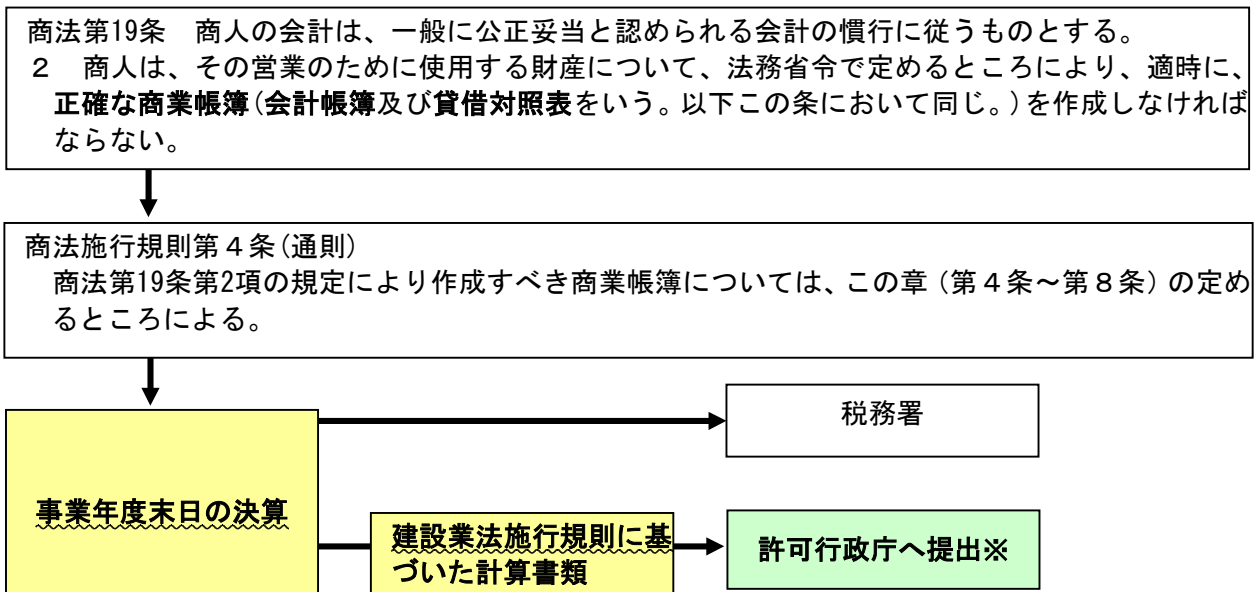 商法第19条　商人の会計は、一般に公正妥当と認められる会計の慣行に従うものとする。
２　商人は、その営業のために使用する財産について、法務省令で定めるところにより、適時に、
正確な商業帳簿（会計帳簿及び貸借対照表をいう。以下この条において同じ。）を作成しなければ
ならない。
商法施行規則第４条（通則）
商法第19条第2項の規定により作成すべき商業帳簿については、この章（第４条～第８条）の定め
るところによる。
税務署
事業年度末日の決算
建設業法施行規則に基
づいた計算書類
許可行政庁へ提出※